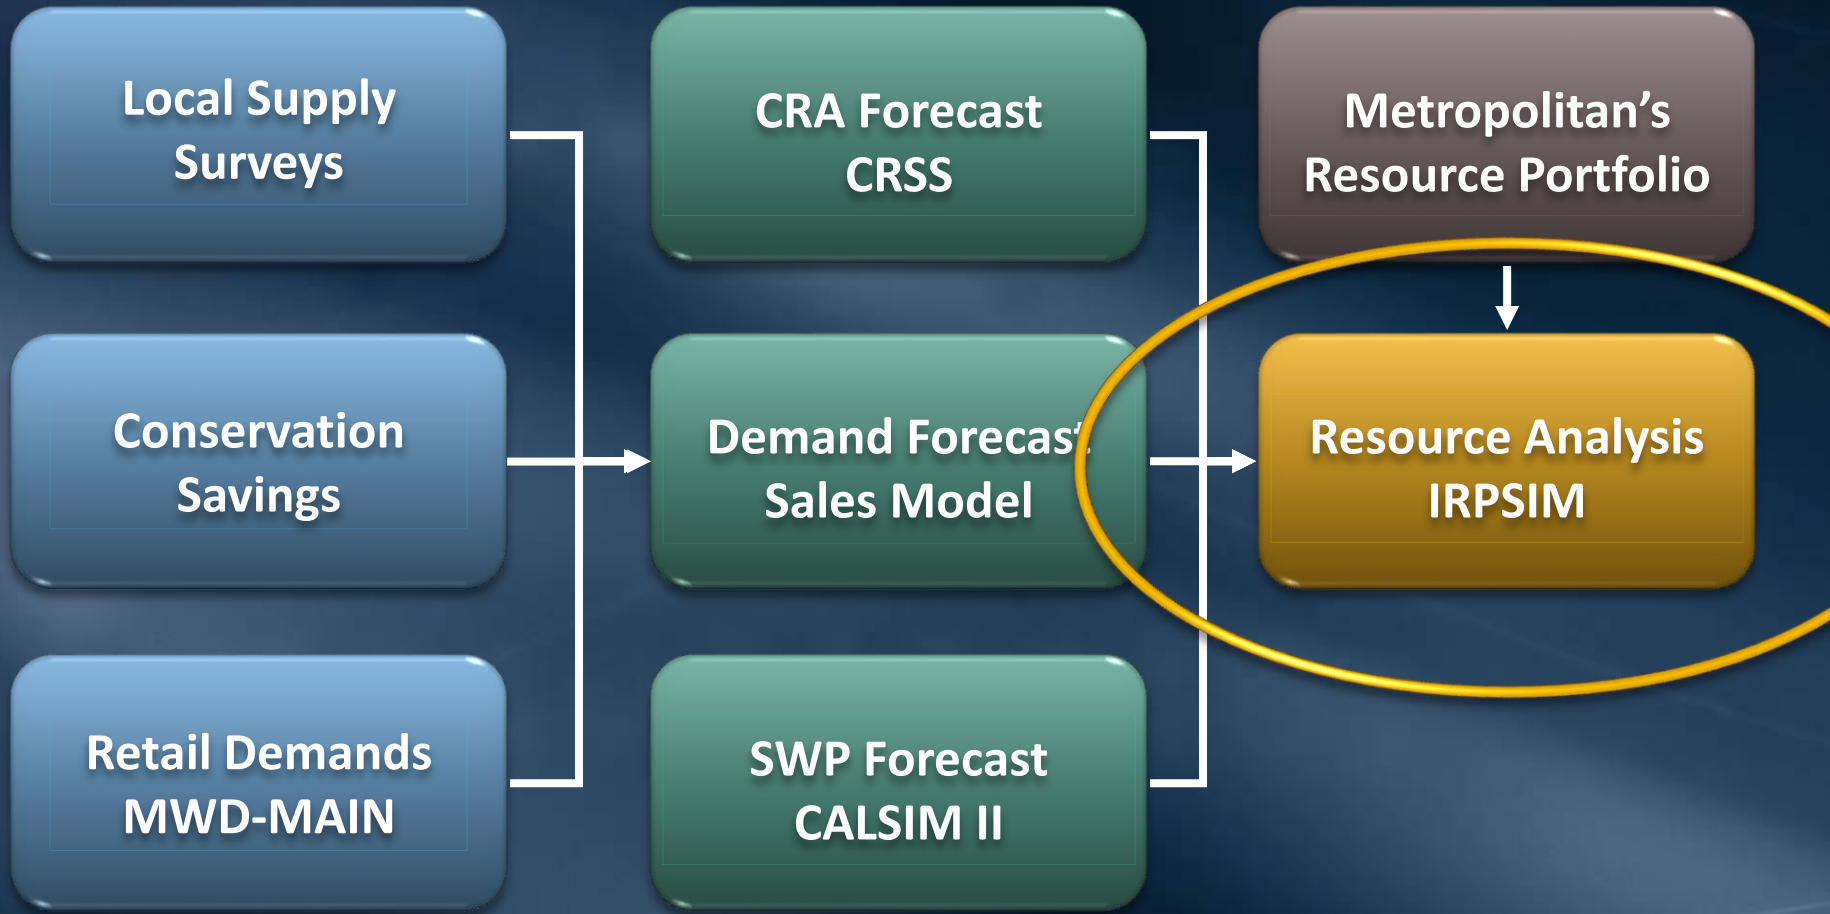 Local Supply
Surveys
CRA Forecast
CRSS
Metropolitan’s
Resource Portfolio
Conservation
Savings
Demand Forecast
Sales Model
Resource Analysis
IRPSIM
Retail Demands
MWD-MAIN
SWP Forecast
CALSIM II